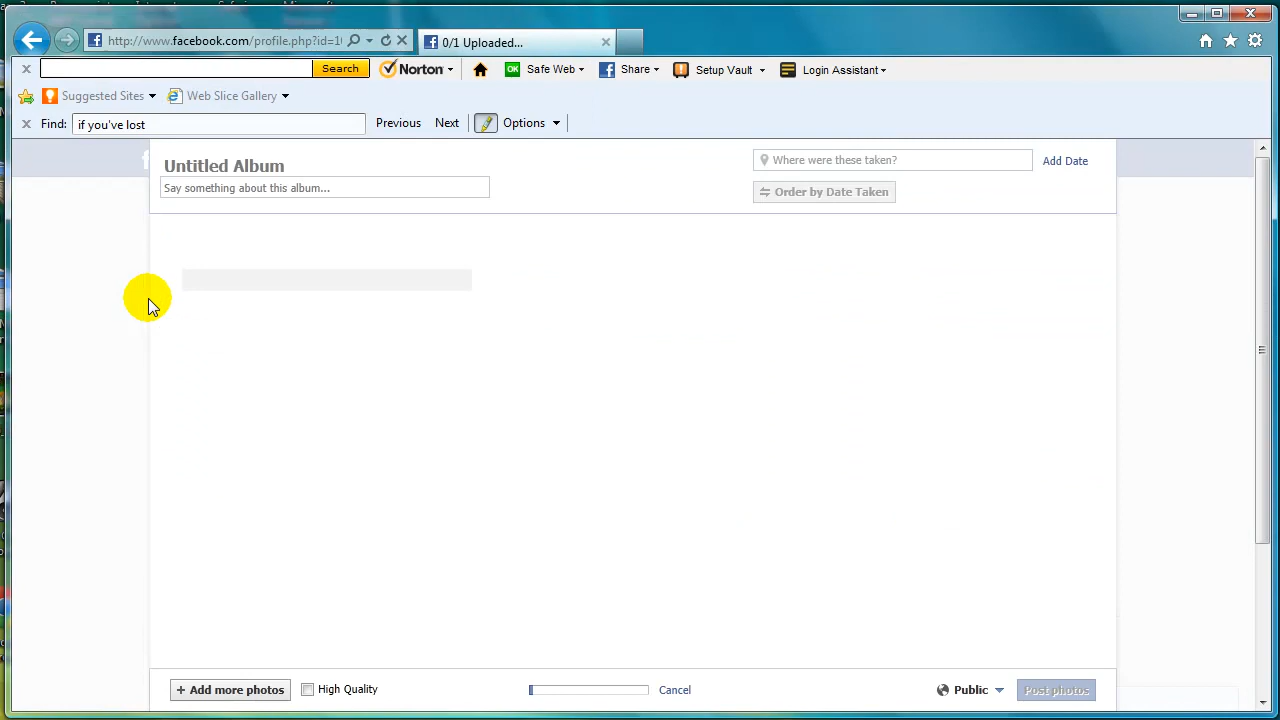 http://www.facebook.com/profile.php?id=1
0/1 Uploaded...
Search
Norton
Safe Web
Share
Setup Vault
Login Assistant
Suggested Sites
Web Slice Gallery
Find:
if you've lost
Previous
Next
Options
Untitled Album
Say something about this album...
Where were these taken?
Add Date
Order by Date Taken
+ Add more photos
High Quality
Cancel
Public
Post photos